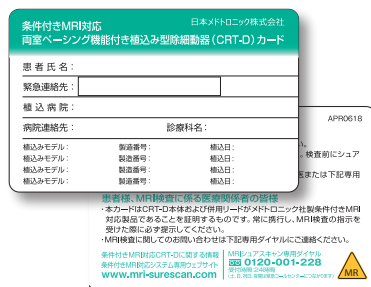 条件付きMRI対応
日本メドトロニック株式会社
両室ペーシング機能付き植込み型除細動器（CRT-D）カード
患者氏名：
緊急連絡先：
植込病院：
病院連絡先：
診療科名：
植込みモデル： 製造番号： 植込日：
植込みモデル： 製造番号： 植込日：
植込みモデル： 製造番号： 植込日：
植込みモデル： 製造番号： 植込日：
APR0618
い。
。検査前にシュア
医または下記専用
患者様、MRI検査に係る医療関係者の皆様
・本カードはCRT-D本体および併用リードがメドトロニック社製条件付きMRI
対応製品であることを証明するものです。常に携行し、MRI検査の指示を
受けた際に必ず提示してください。
・MRI検査に関してのお問い合わせは下記専用ダイヤルにご連絡ください。
条件付きMRI対応CRT-Dに関する情報
条件付きMRI対応システム専用ウェブサイト
www.mri-surescan.com
MRIシュアスキャン専用ダイヤル
0120-001-228
受付時間:24時間
MR